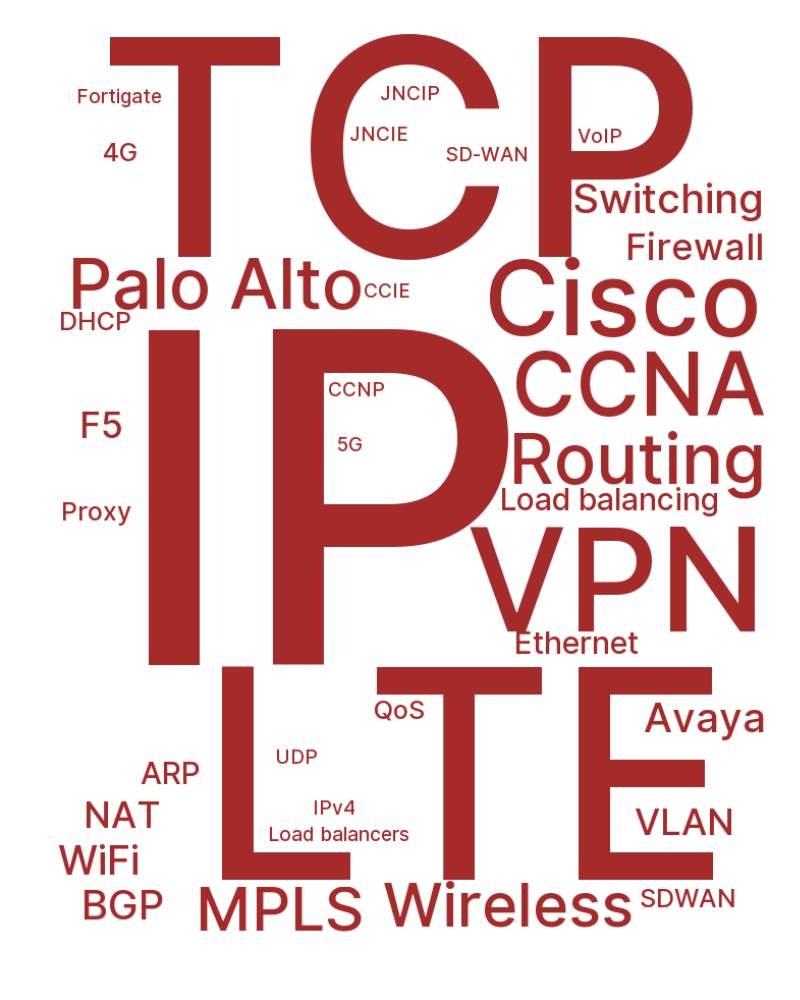 TCP
Fortigate
JNCIP
4G
JNCIE
SD-WAN
VoIP
Switching
Firewall
Palo Alto
CCIE
Cisco
DHCP
IP
CCNP
CCNA
F5
5G
Routing
Load balancing
Proxy
VPN
Ethernet
LTE
QoS
Avaya
UDP
ARP
IPv4
NAT
Load balancers
VLAN
WiFi
BGP
MPLS
Wireless
SDWAN